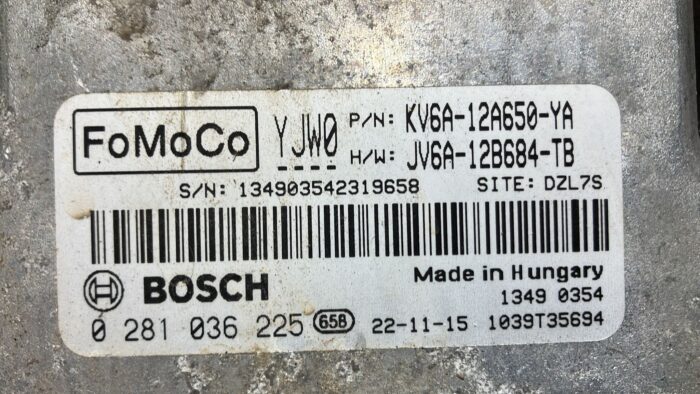 FoMoCo YJW0 P/N: KV6A-12A650-YA
H/W: JV6A-12B684-TB
S/N: 134903542319658 SITE: DZL7S
BOSCH Made in Hungary
1349 0354
0 281 036 225 658 22-11-15 1039T35694